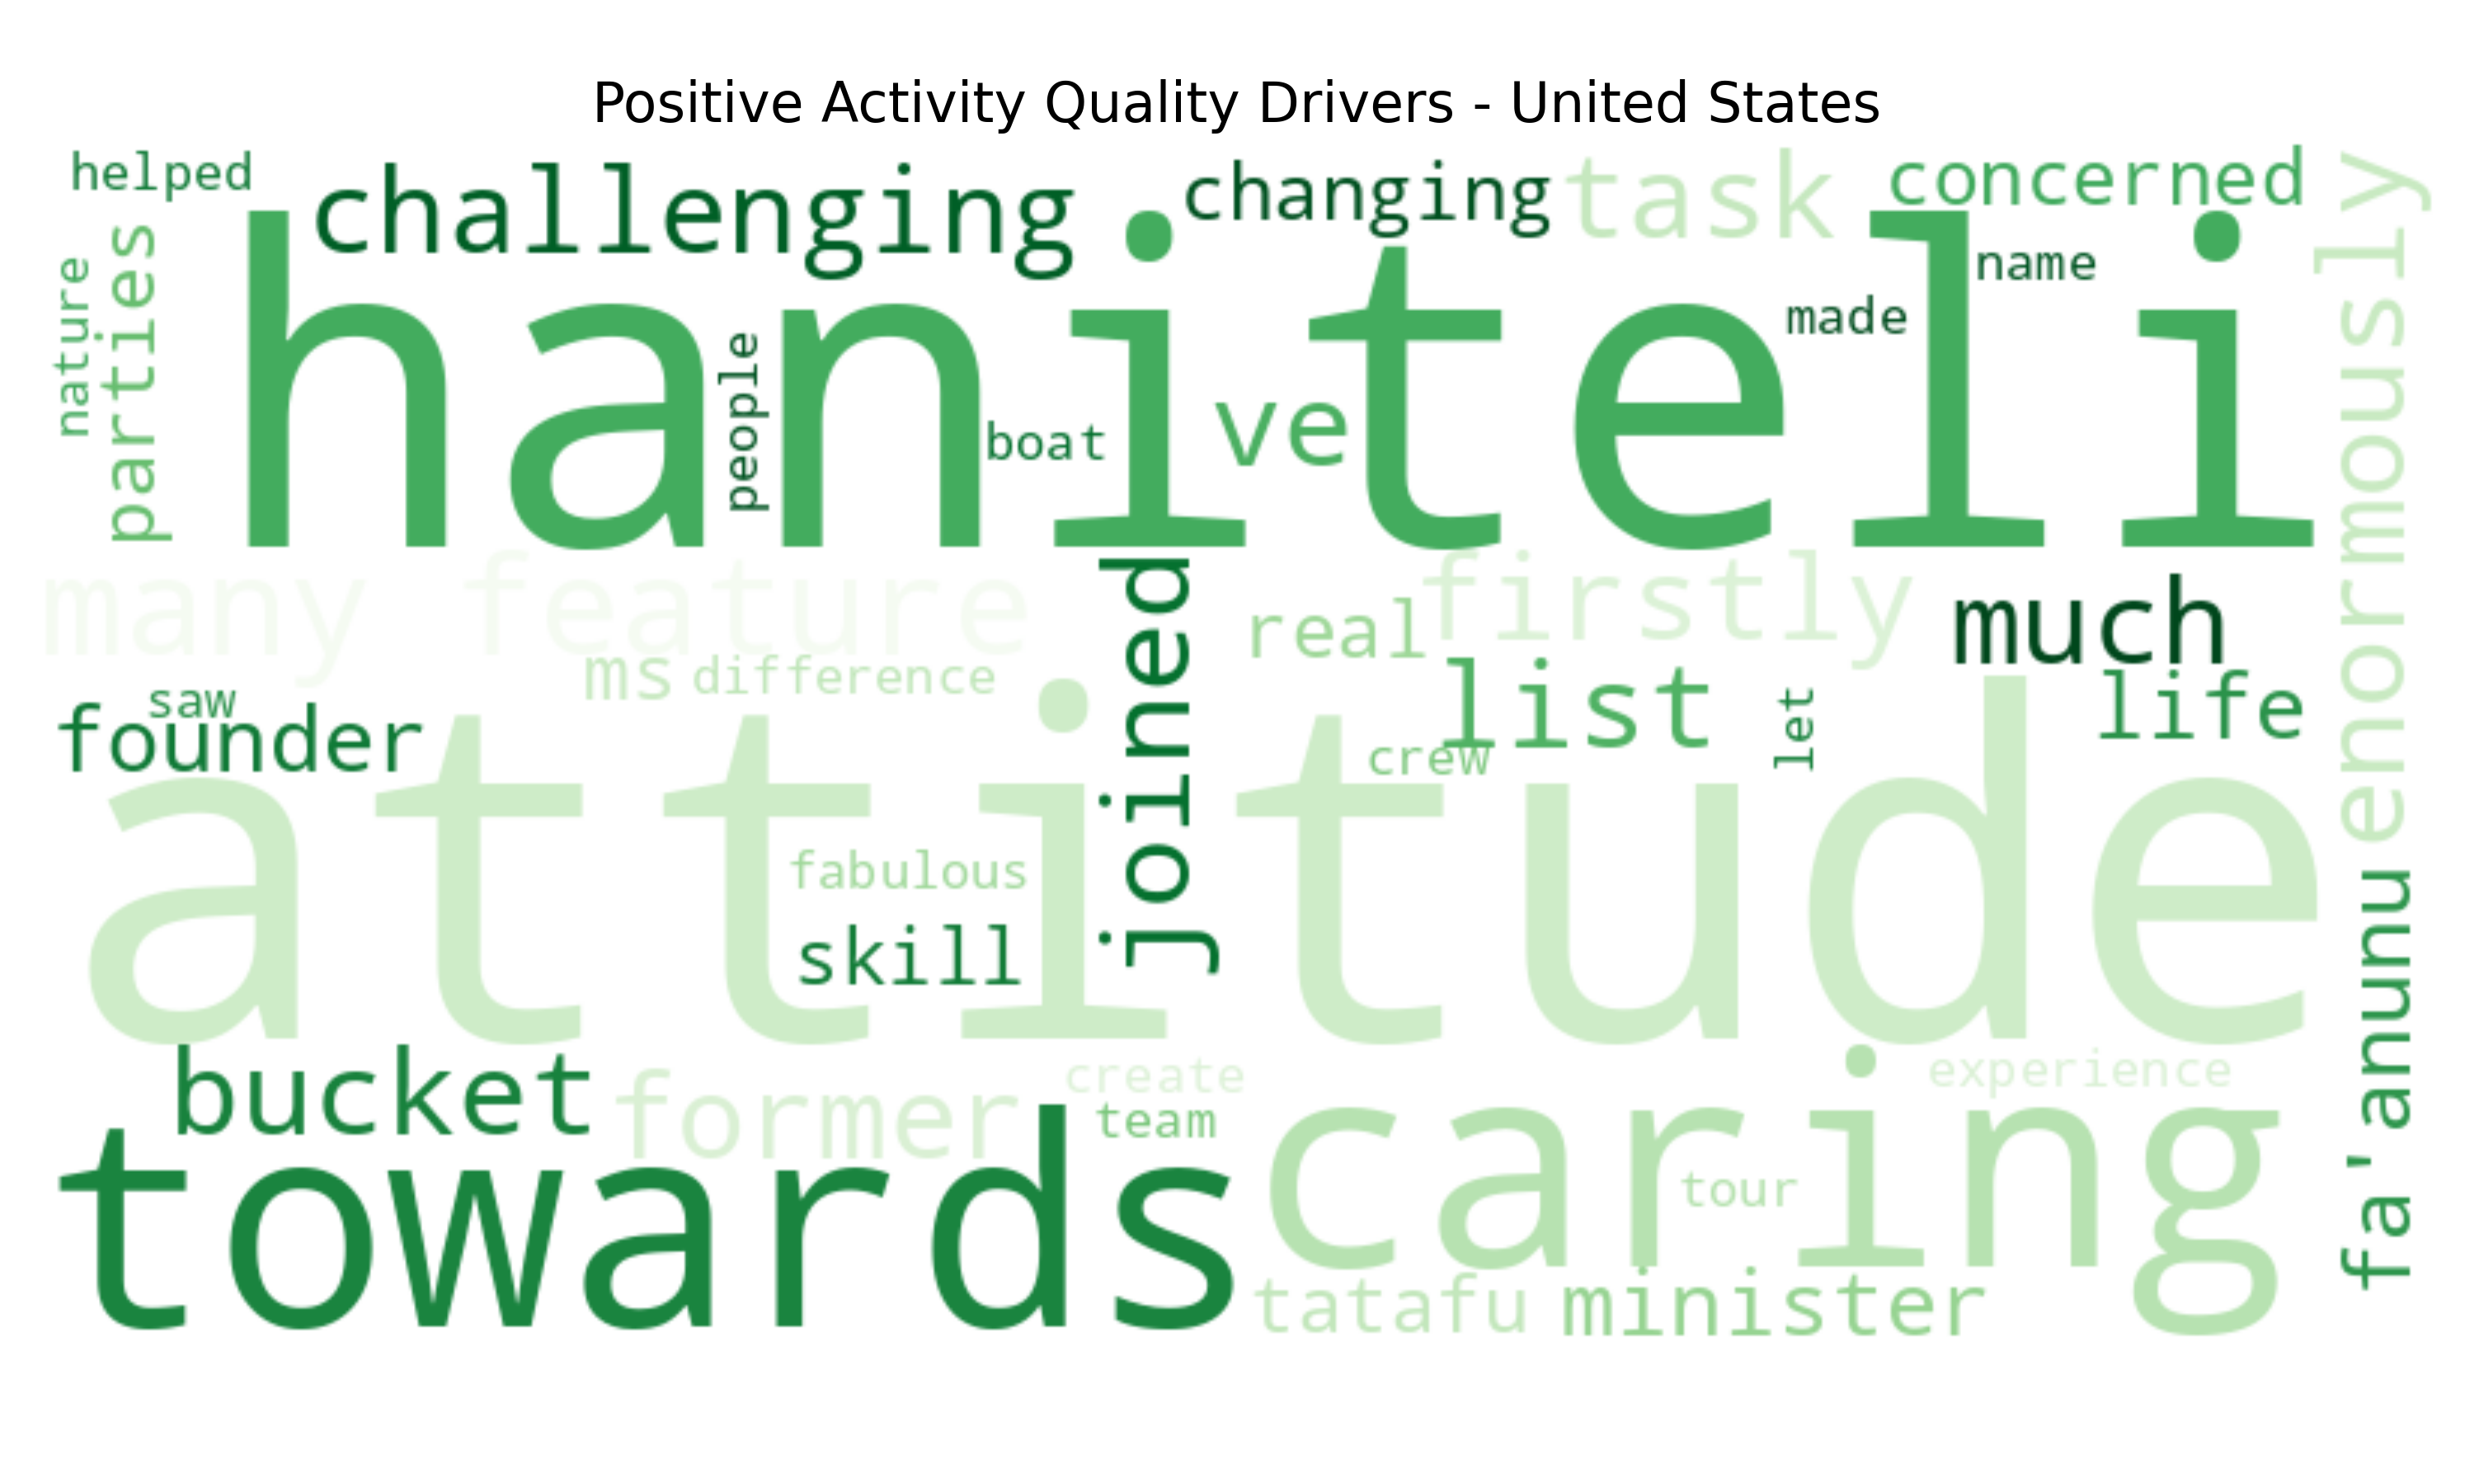 Positive Activity Quality Drivers - United States
helped
challenging
changing
task
concerned
enormously
nature
parties
haniteli
name
made
people
boat
ve
many feature
joined
firstly
real
much
ms
difference
list
let
life
saw
founder
crew
attitude
fabulous
skill
fa'anunu
bucket
former
create
team
experience
towards
caring
tour
tatafu
minister